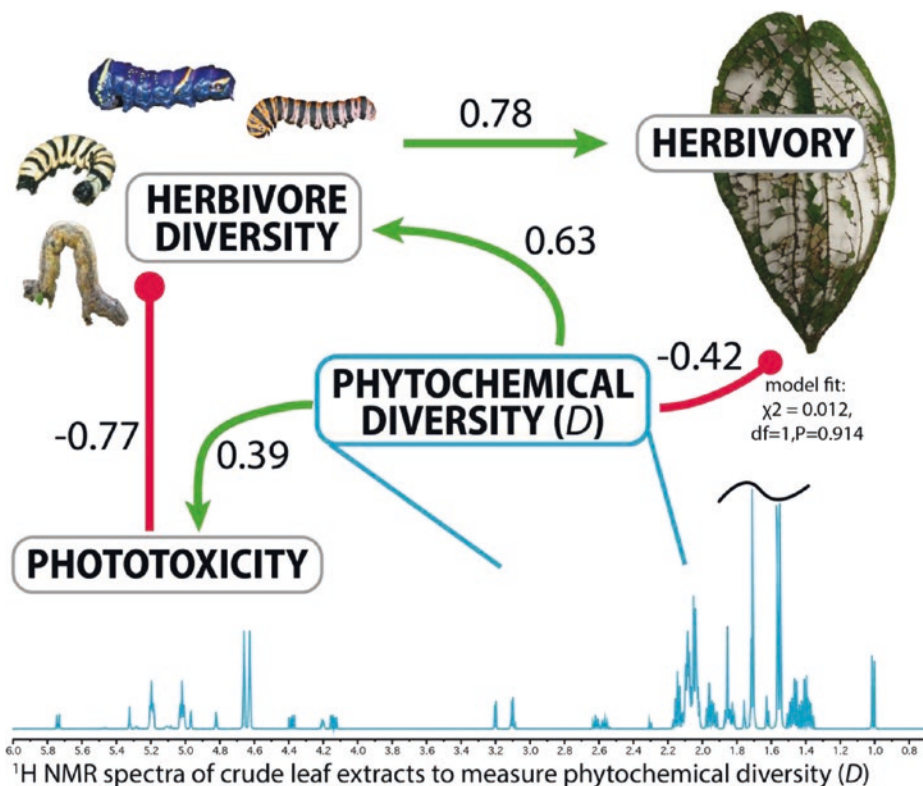 0.78
HERBIVORY
HERBIVORE
DIVERSITY
0.63
-0.42
PHYTOCHEMICAL
DIVERSITY (D)
model fit:
χ2 = 0.012,
df=1,P=0.914
-0.77
0.39
PHOTOTOXICITY
6.0 5.8 5.6 5.4 5.2 5.0 4.8 4.6 4.4 4.2 4.0 3.8 3.6 3.4 3.2 3.0 2.8 2.6 2.4 2.2 2.0 1.8 1.6 1.4 1.2 1.0 0.8
¹H NMR spectra of crude leaf extracts to measure phytochemical diversity (D)